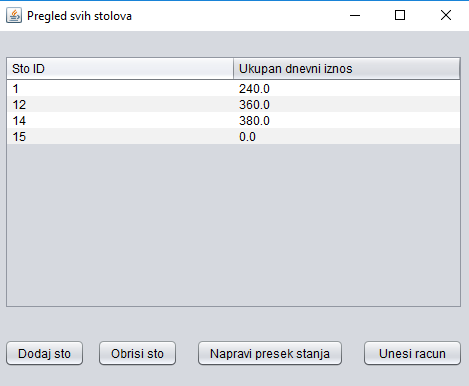 Pregled svih stolova
Sto ID Ukupan dnevni iznos
1 240.0
12 360.0
14 380.0
15 0.0
Dodaj sto Obrisi sto Napravi presek stanja Unesi racun